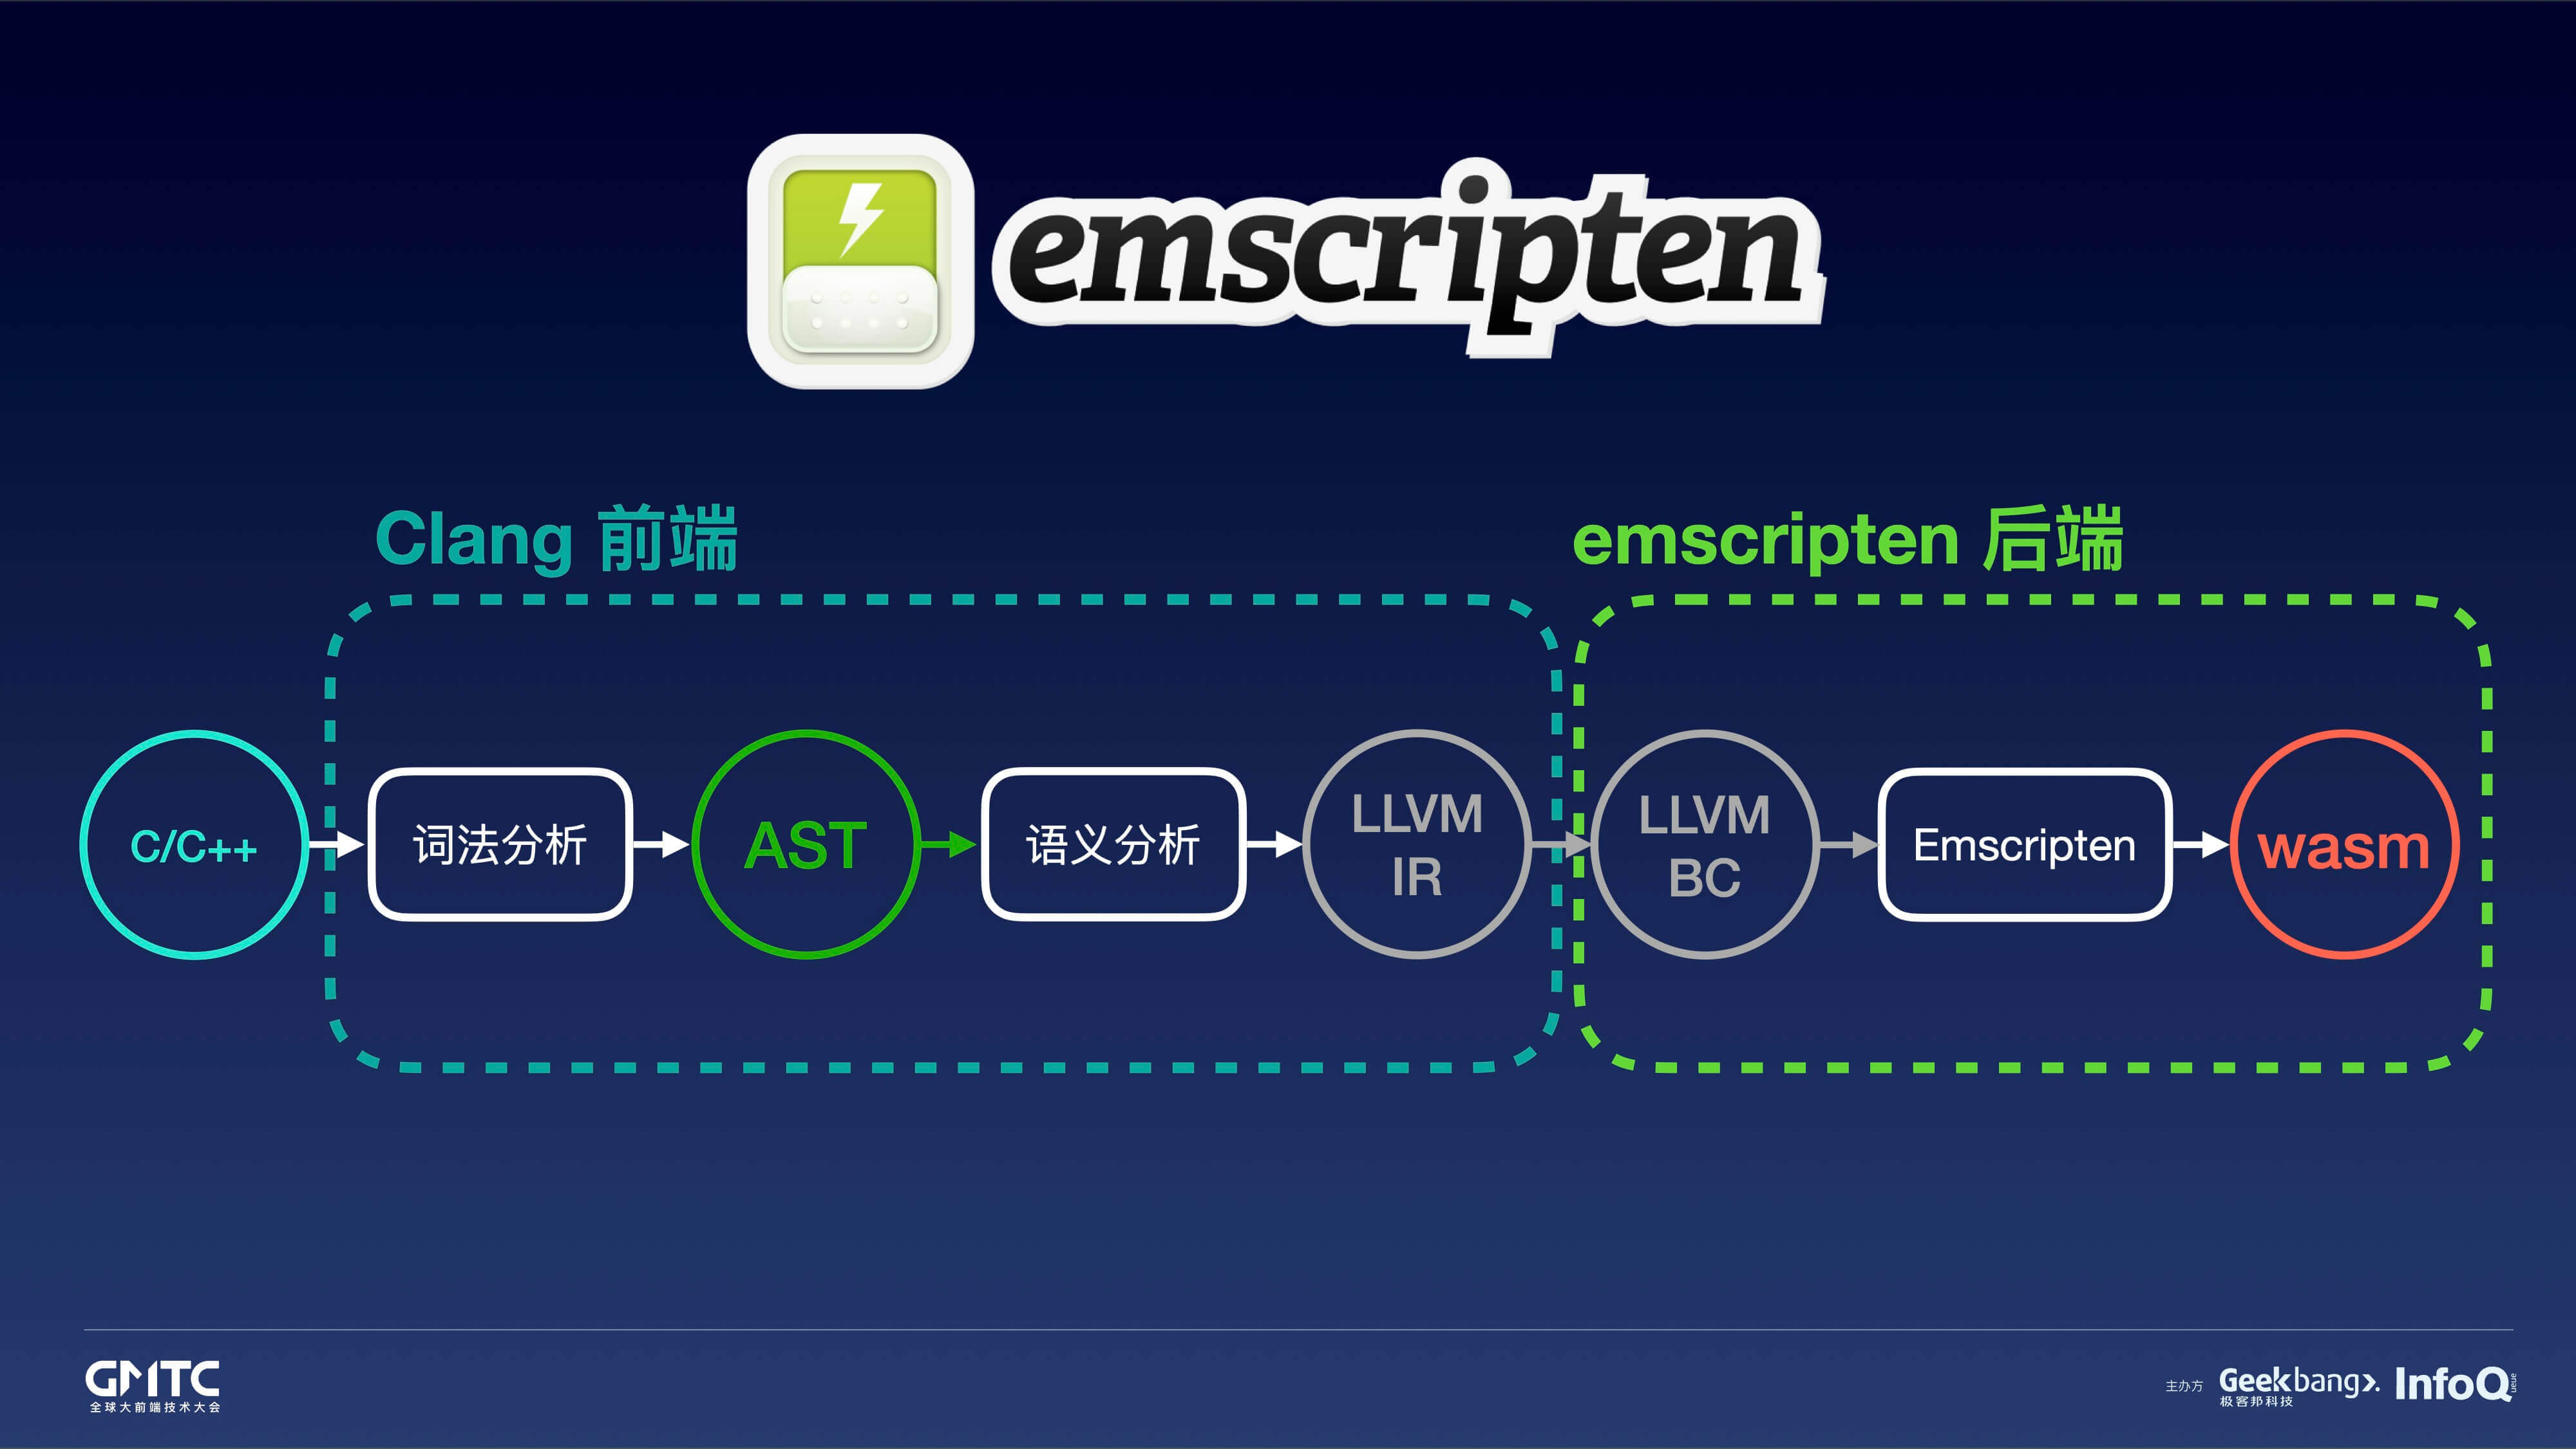 emscripten
Clang 前端
emscripten 后端
C/C++
词法分析
AST
语义分析
LLVM
IR
LLVM
BC
Emscripten
wasm
GMTC
全球大前端技术大会
主办方
Geekbang>.
极客邦科技
InfoQ
ueue